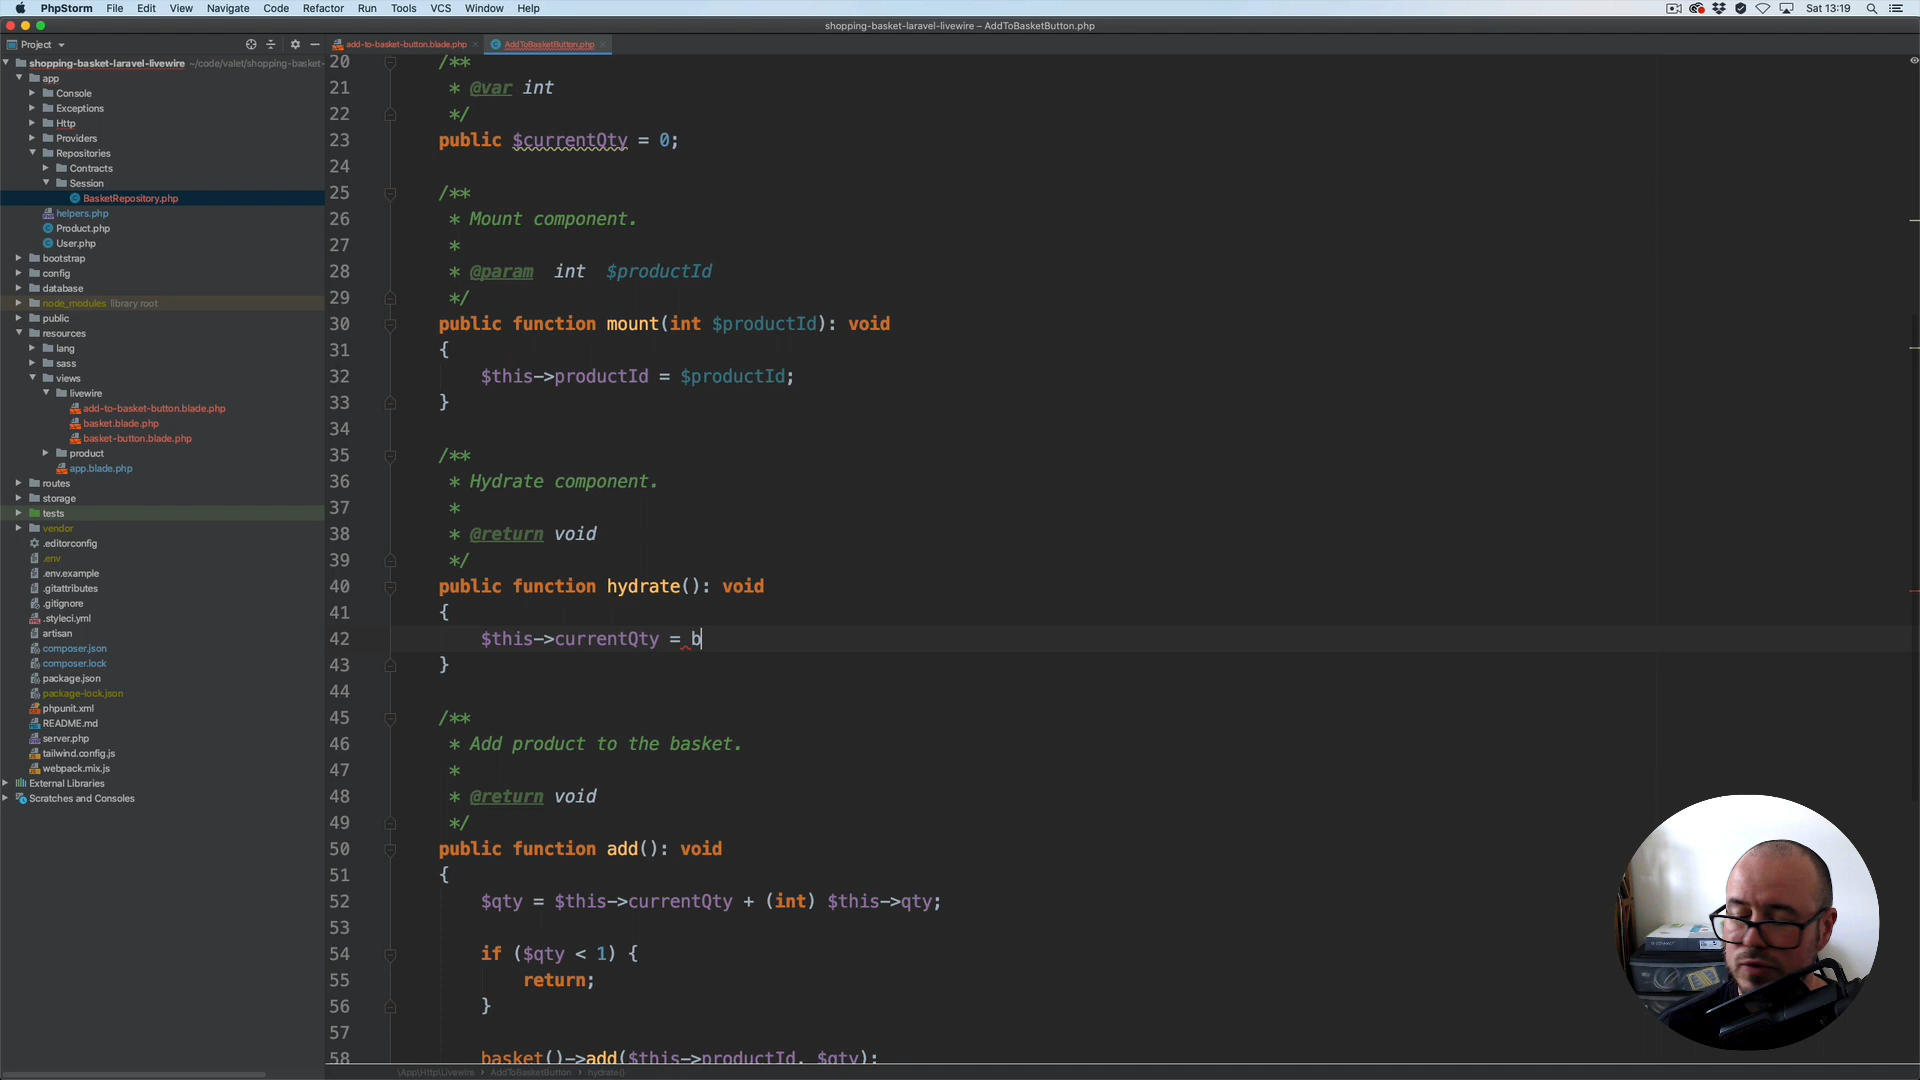 PhpStorm File Edit View Navigate Code Refactor Run Tools VCS Window Help Sat 13:19
shopping-basket-laravel-livewire – AddToBasketButton.php
Project
add-to-basket-button.blade.php
AddToBasketButton.php
shopping-basket-laravel-livewire ~/code/valet/shopping-basket-
app
Console
Exceptions
Http
Providers
Repositories
Contracts
Session
BasketRepository.php
helpers.php
Product.php
User.php
bootstrap
config
database
node_modules library root
public
resources
lang
sass
views
livewire
add-to-basket-button.blade.php
basket.blade.php
basket-button.blade.php
product
app.blade.php
routes
storage
tests
vendor
.editorconfig
.env
.env.example
.gitattributes
.gitignore
.styleci.yml
artisan
composer.json
composer.lock
package.json
package-lock.json
phpunit.xml
README.md
server.php
tailwind.config.js
webpack.mix.js
External Libraries
Scratches and Consoles
20 /**
21 * @var int
22 */
23 public $currentQty = 0;
24
25 /**
26 * Mount component.
27 *
28 * @param int $productId
29 */
30 public function mount(int $productId): void
31 {
32 $this->productId = $productId;
33 }
34
35 /**
36 * Hydrate component.
37 *
38 * @return void
39 */
40 public function hydrate(): void
41 {
42 $this->currentQty = b
43 }
44
45 /**
46 * Add product to the basket.
47 *
48 * @return void
49 */
50 public function add(): void
51 {
52 $qty = $this->currentQty + (int) $this->qty;
53
54 if ($qty < 1) {
55 return;
56 }
57
58 basket()->add($this->productId, $qty);
\App\Http\Livewire AddToBasketButton hydrate()